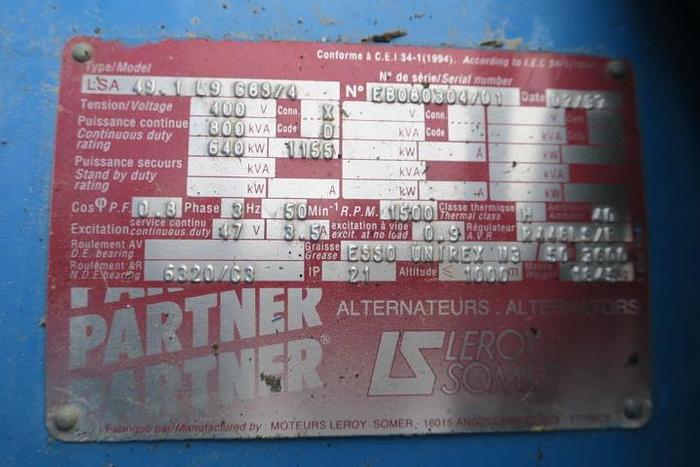 Conforme à C.E.I 34-1(1994). According to I.E.C 34-1(1994)
Type/Model N° de série/Serial number
LSA 49.1 L9 C6S/4 N° EB060304/01 Date
Tension/Voltage 400 V Conn. X V Conn. V
Puissance continue 800 kVA Code D kVA Code kVA
Continuous duty
rating 640 kW 1155 kW A kW
Puissance secours kVA kVA
Stand by duty
rating kW A kW A
Cos φ P.F. 0.8 Phase 3 Hz 50 Min-1 R.P.M. 1500 Classe thermique H
Thermal class
Excitation service continu 47 V 3.5 A excitation à vide 0.9 Régulateur
continuous duty excit. at no load A.V.R.
Roulement AV Graisse ESSO UNIREX N3
D.E. bearing Grease
Roulement AR 6320/C3 IP 21 Altitude ≤ 1000 m
N.D.E. bearing
PARTNER
PARTNER ALTERNATEURS . ALTERNATORS
PARTNER® LS LEROY
SOMER
Fabriqué par/Manufactured by : MOTEURS LEROY-SOMER, - 16015